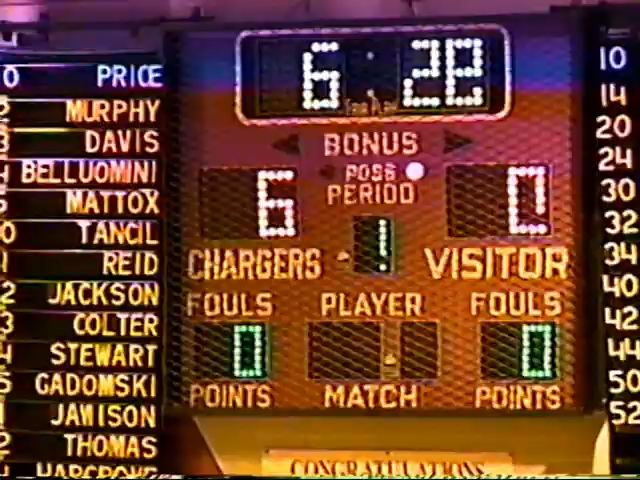 6:28
BONUS
POSS
PERIOD
6 1 0
CHARGERS VISITOR
FOULS PLAYER FOULS
0 0
POINTS MATCH POINTS
CONGRATULATIONS
PRICE
MURPHY
DAVIS
BELLUOMINI
MATTOX
TANCIL
REID
JACKSON
COLTER
STEWART
GADOMSKI
JAMISON
THOMAS
HARGROVE
10
14
20
24
30
32
34
40
42
44
50
52